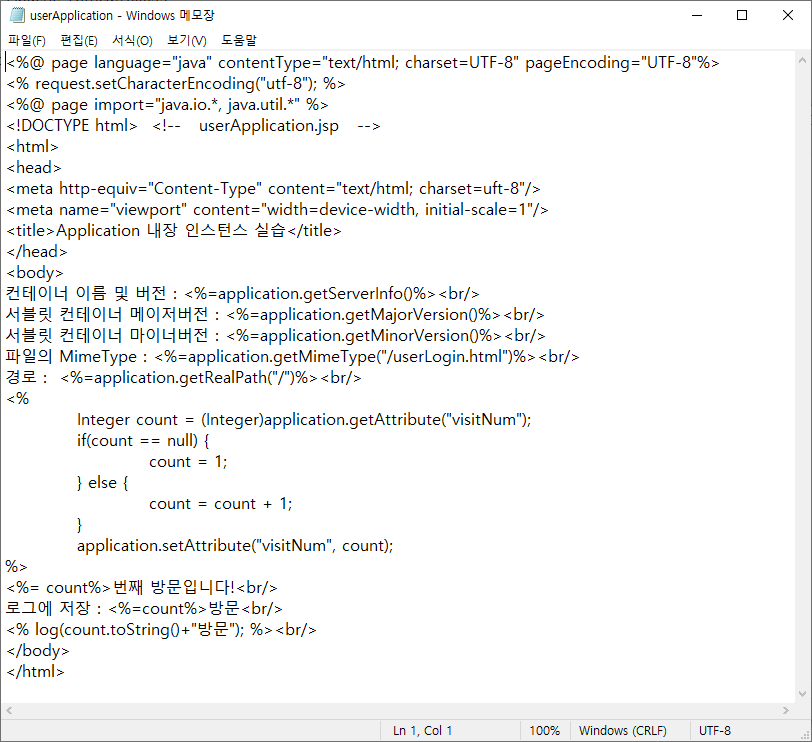 userApplication - Windows 메모장
파일(F) 편집(E) 서식(O) 보기(V) 도움말
<%@ page language="java" contentType="text/html; charset=UTF-8" pageEncoding="UTF-8"%>
<% request.setCharacterEncoding("utf-8"); %>
<%@ page import="java.io.*, java.util.*" %>
<!DOCTYPE html>   <!--    userApplication.jsp    -->
<html>
<head>
<meta http-equiv="Content-Type" content="text/html; charset=uft-8"/>
<meta name="viewport" content="width=device-width, initial-scale=1"/>
<title>Application 내장 인스턴스 실습</title>
</head>
<body>
컨테이너 이름 및 버전 : <%=application.getServerInfo()%><br/>
서블릿 컨테이너 메이저버전 : <%=application.getMajorVersion()%><br/>
서블릿 컨테이너 마이너버전 : <%=application.getMinorVersion()%><br/>
파일의 MimeType : <%=application.getMimeType("/userLogin.html")%><br/>
경로 :  <%=application.getRealPath("/")%><br/>
<%
	Integer count = (Integer)application.getAttribute("visitNum");
	if(count == null) {
		count = 1;
	} else {
		count = count + 1;
	}
	application.setAttribute("visitNum", count);
%>
<%= count%>번째 방문입니다!<br/>
로그에 저장 : <%=count%>방문<br/>
<% log(count.toString()+"방문"); %><br/>
</body>
</html>
Ln 1, Col 1 100% Windows (CRLF) UTF-8